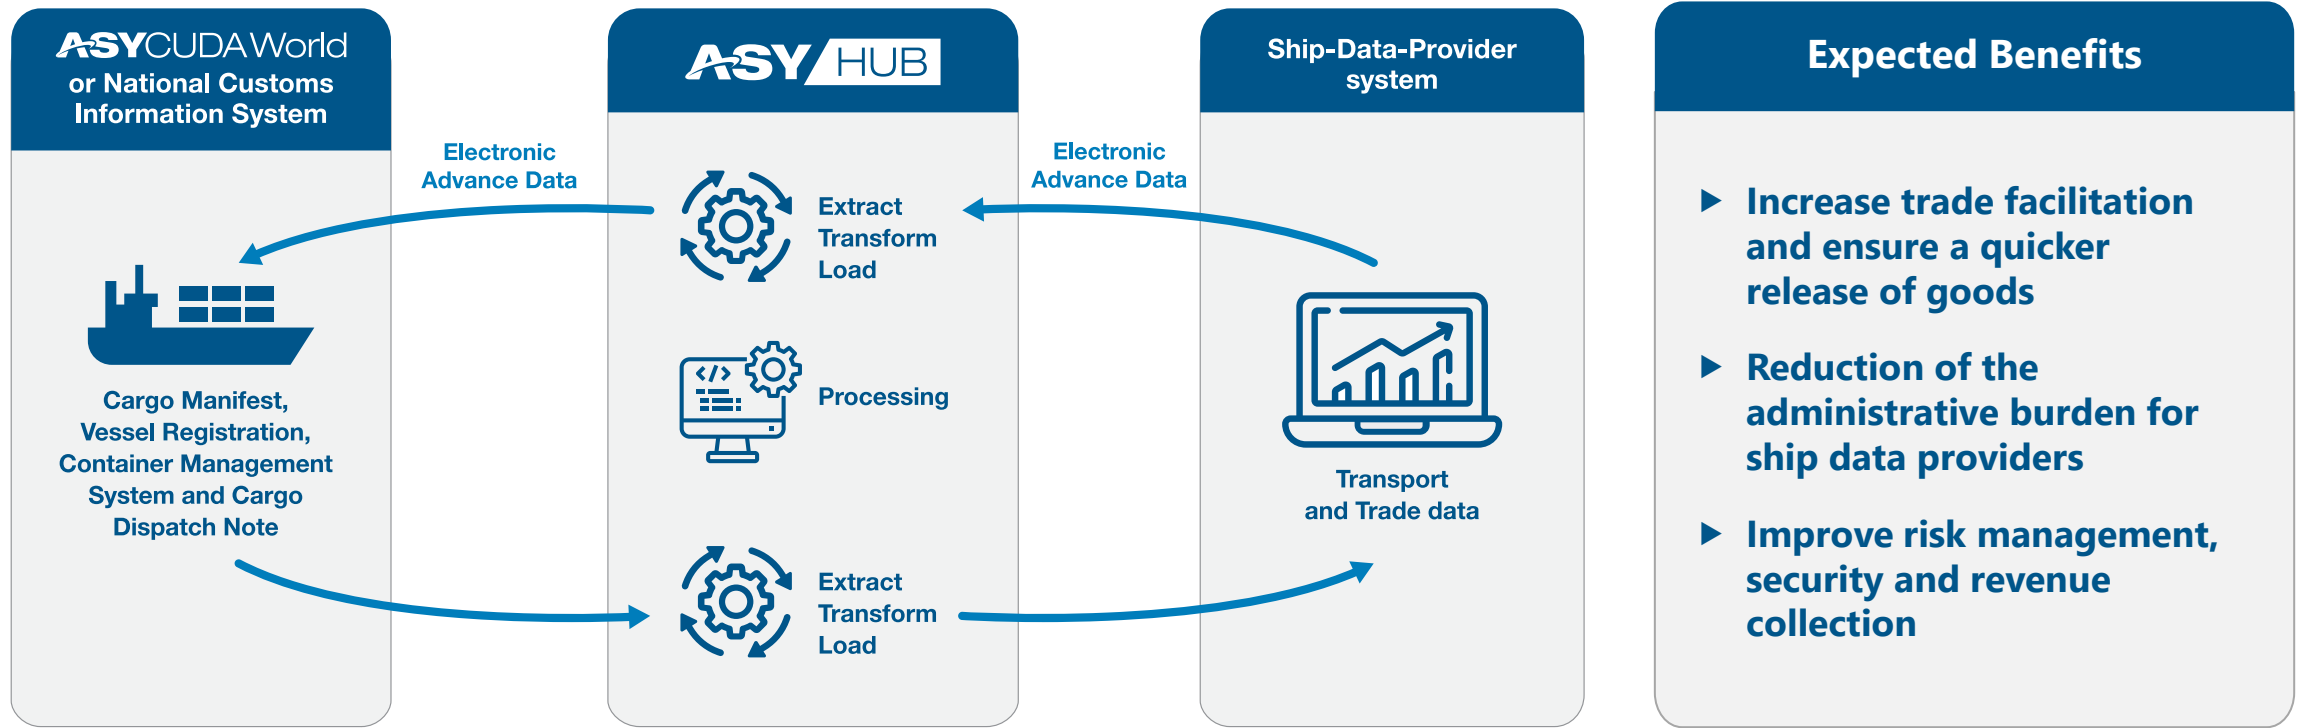 ASYCUDA World
or National Customs
Information System
Electronic
Advance Data
Cargo Manifest,
Vessel Registration,
Container Management
System and Cargo
Dispatch Note
ASY HUB
Extract
Transform
Load
</>
Processing
Extract
Transform
Load
Electronic
Advance Data
Ship-Data-Provider
system
Transport
and Trade data
Expected Benefits
Increase trade facilitation
and ensure a quicker
release of goods
Reduction of the
administrative burden for
ship data providers
Improve risk management,
security and revenue
collection